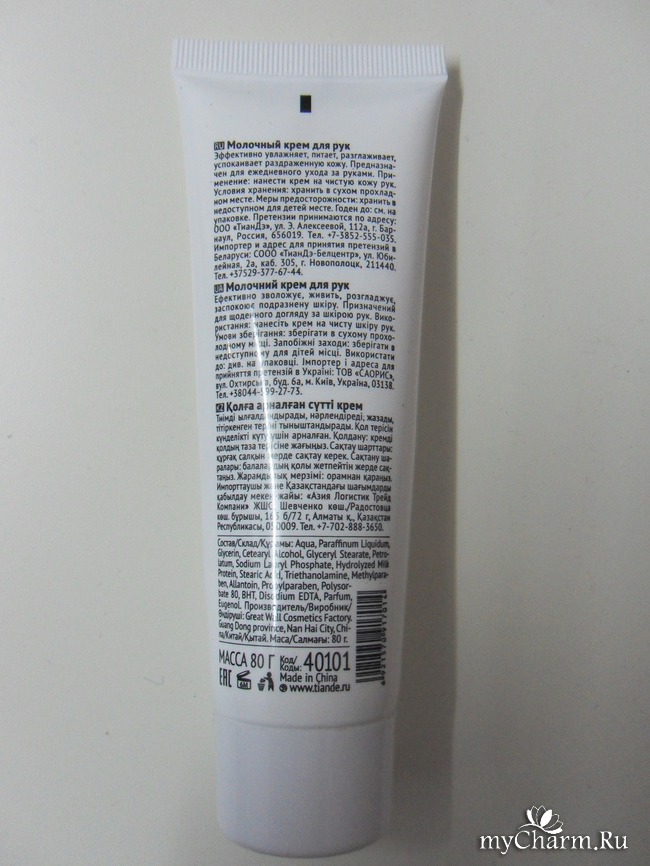 RU Молочный крем для рук
Эффективно увлажняет, питает, разглаживает,
успокаивает раздраженную кожу. Предназна-
чен для ежедневного ухода за руками. При-
менение: нанести крем на чистую кожу рук.
Условия хранения: хранить в сухом прохлад-
ном месте. Меры предосторожности: хранить в
недоступном для детей месте. Годен до: см. на
упаковке. Претензии принимаются по адресу:
ООО «ТианДэ», ул. Э. Алексеевой, 112а, г. Бар-
наул, Россия, 656019. Тел. +7-3852-555-035.
Импортер и адрес для принятия претензий в
Беларуси: СООО «ТианДэ-Белцентр», ул. Юби-
лейная, 2а, каб. 305, г. Новополоцк, 211440.
Тел. +37529-377-67-44.
UA Молочний крем для рук
Ефективно зволожує, живить, розгладжує,
заспокоює подразнену шкіру. Призначений
для щоденного догляду за шкірою рук. Вико-
ристання: нанесіть крем на чисту шкіру рук.
Умови зберігання: зберігати в сухому прохо-
лодному місці. Запобіжні заходи: зберігати в
недоступному для дітей місці. Використати
до: див. на упаковці. Імпортер і адреса для
прийняття претензій в Україні: ТОВ «САОРИС»,
вул. Охтирська, буд. 6а, м. Київ, Україна, 03138.
Тел. +38044-599-27-73.
KZ Қолға арналған сүтті крем
Тиімді ылғалдандырады, нәрлендіреді, жазады,
тітіркенген теріні тыныштандырады. Қол терісін
күнделікті күту үшін арналған. Қолдану: кремді
қолдың таза терісіне жағыңыз. Сақтау шарттары:
құрғақ салқын жерде сақтау керек. Сақтану ша-
ралары: балалардың қолы жетпейтін жерде сақ-
таңыз. Жарамдылық мерзімі: орамнан қараңыз.
Импорттаушы және Қазақстандағы шағымдарды
қабылдау мекен-жайы: «Азия Логистик Трейд
Компани» ЖШС, Шевченко көш./Радостовца
көш. бұрышы, 165 б/72 г, Алматы қ., Қазақстан
Республикасы, 050009. Тел. +7-702-888-3650.
Состав/Склад/Құрамы: Aqua, Paraffinum Liquidum,
Glycerin, Cetearyl Alcohol, Glyceryl Stearate, Petro-
latum, Sodium Lauryl Phosphate, Hydrolyzed Milk
Protein, Stearic Acid, Triethanolamine, Methylpara-
ben, Allantoin, Propylparaben, Polysor-
bate 80, BHT, Disodium EDTA, Parfum,
Eugenol. Производитель/Виробник/
Өндіруші: Great Wall Cosmetics Factory.
Guang Dong province, Nan Hai City, Chi-
na/Китай/Қытай. Маса/Салмағы: 80 г.
МАССА 80 Г Код/Коды: 40101
EAC Made in China
www.tiande.ru
myCharm.Ru